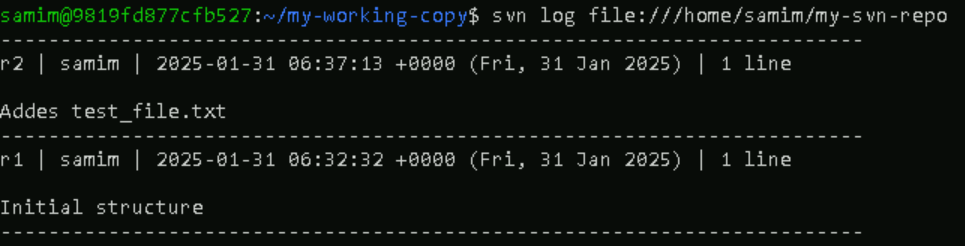 samim@9819fd877cfb527:~/my-working-copy$ svn log file:///home/samim/my-svn-repo
------------------------------------------------------------------------
r2 | samim | 2025-01-31 06:37:13 +0000 (Fri, 31 Jan 2025) | 1 line
Addes test_file.txt
------------------------------------------------------------------------
r1 | samim | 2025-01-31 06:32:32 +0000 (Fri, 31 Jan 2025) | 1 line
Initial structure
------------------------------------------------------------------------